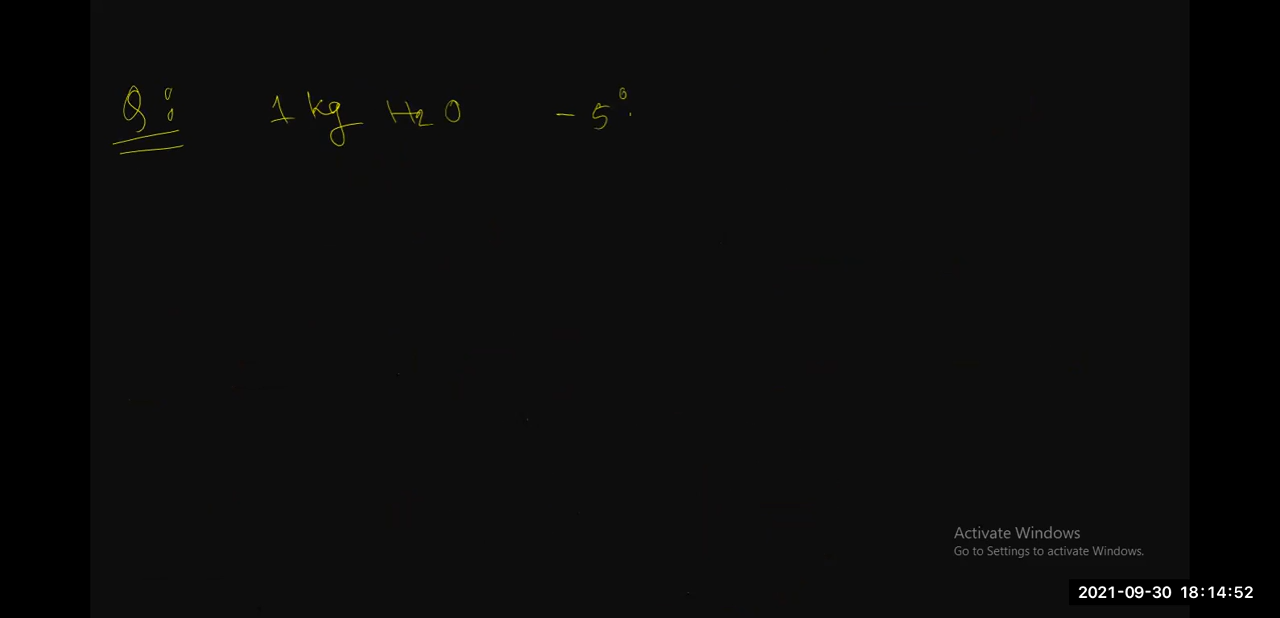 Q: 1 kg H₂O - 5°
Activate Windows
Go to Settings to activate Windows.
2021-09-30 18:14:52